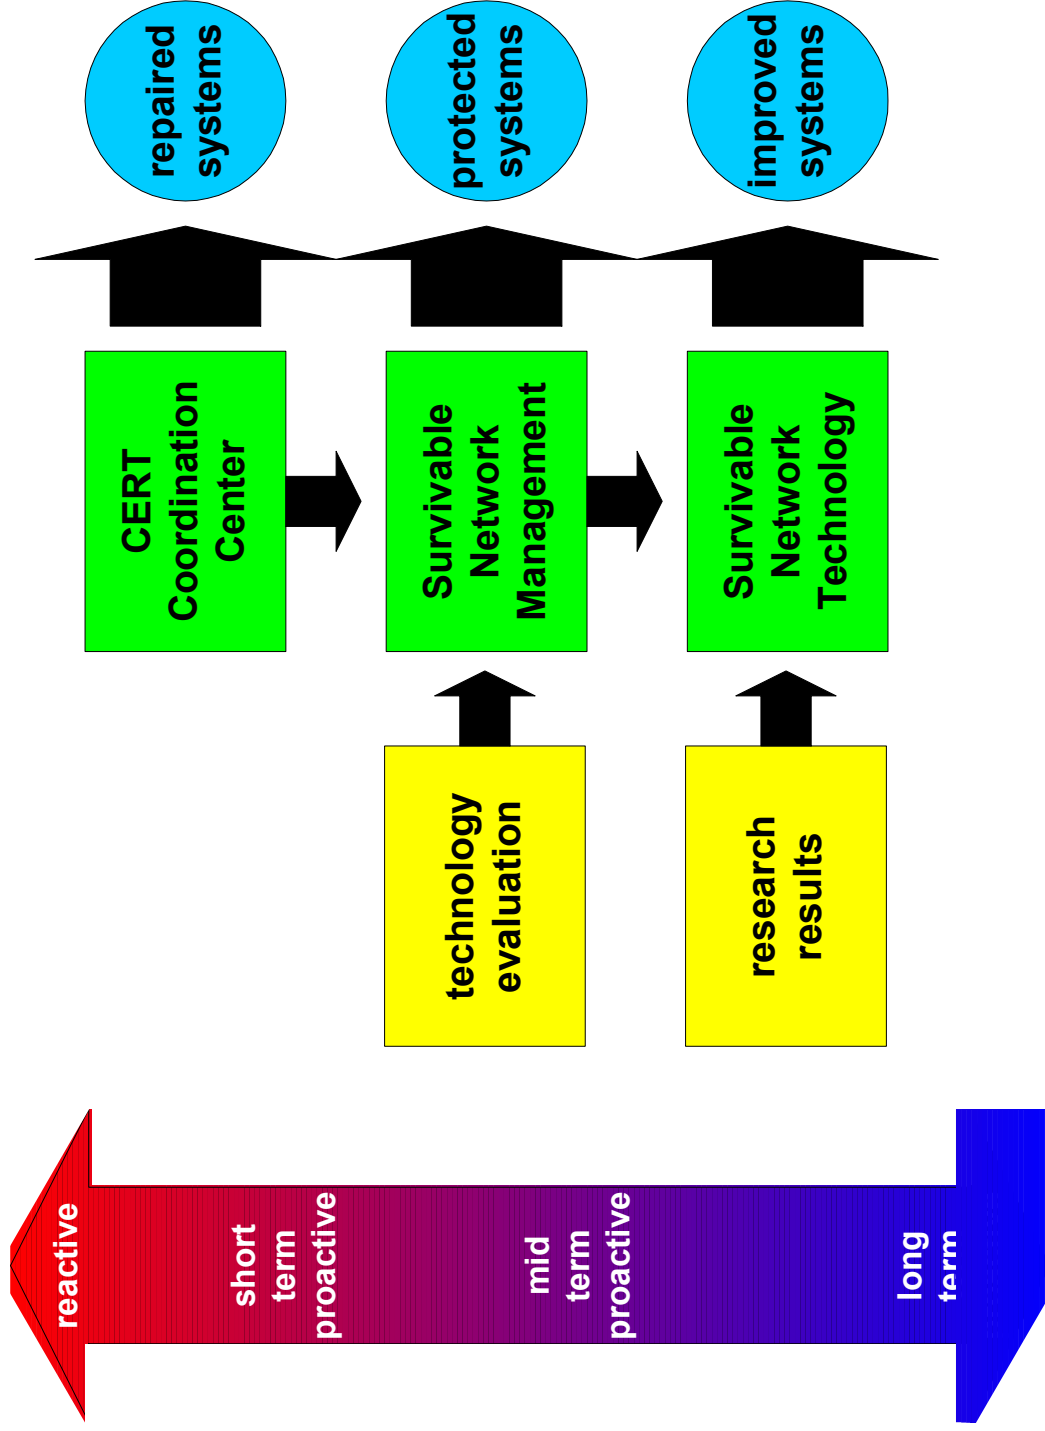 repaired
systems
protected
systems
improved
systems
CERT
Coordination
Center
Survivable
Network
Management
Survivable
Network
Technology
technology
evaluation
research
results
reactive
short
term
proactive
mid
term
proactive
long
term